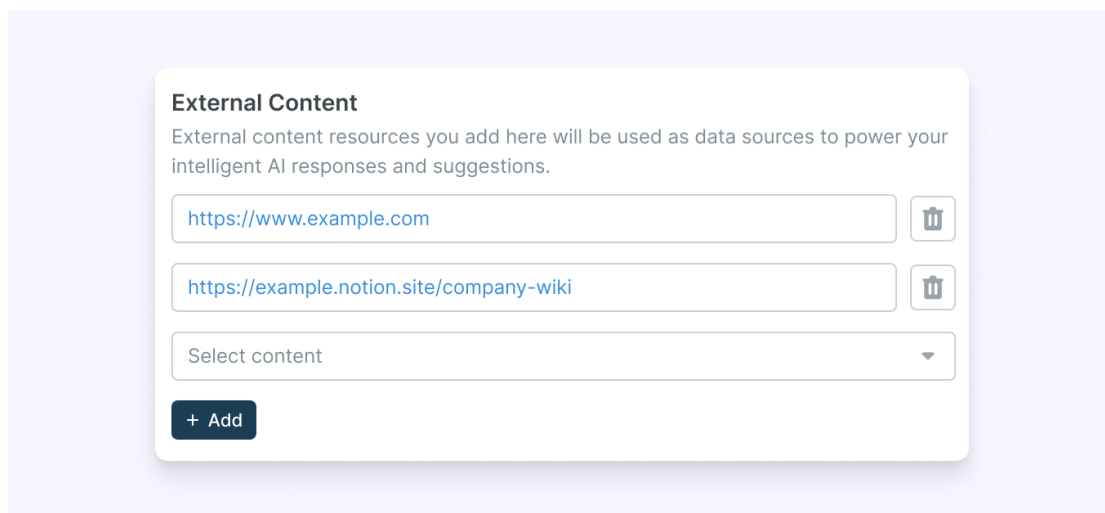 External Content
External content resources you add here will be used as data sources to power your
intelligent AI responses and suggestions.
https://www.example.com
https://example.notion.site/company-wiki
Select content
+ Add